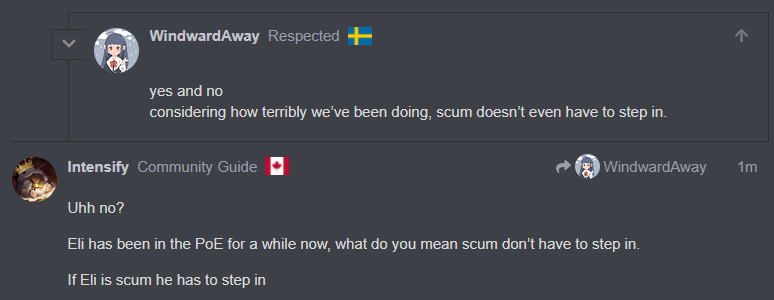 WindwardAway Respected
yes and no
considering how terribly we've been doing, scum doesn't even have to step in.
Intensify Community Guide WindwardAway 1m
Uhh no?
Eli has been in the PoE for a while now, what do you mean scum don't have to step in.
If Eli is scum he has to step in